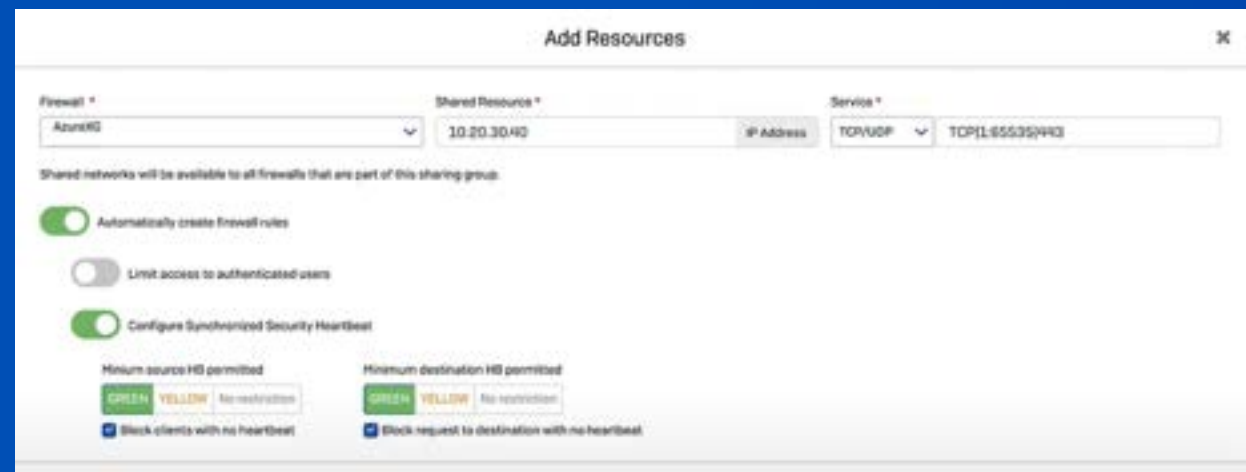 Add Resources
Firewall * Shared Resource * Service *
AzureXG 10.20.30.40 IP Address TCP/UDP TCP(1:65535)(443)
Shared networks will be available to all firewalls that are part of this sharing group.
Automatically create firewall rules
Limit access to authenticated users
Configure Synchronized Security Heartbeat
Minium source HB permitted Minimum destination HB permitted
GREEN YELLOW No restriction GREEN YELLOW No restriction
Block clients with no heartbeat Block request to destination with no heartbeat